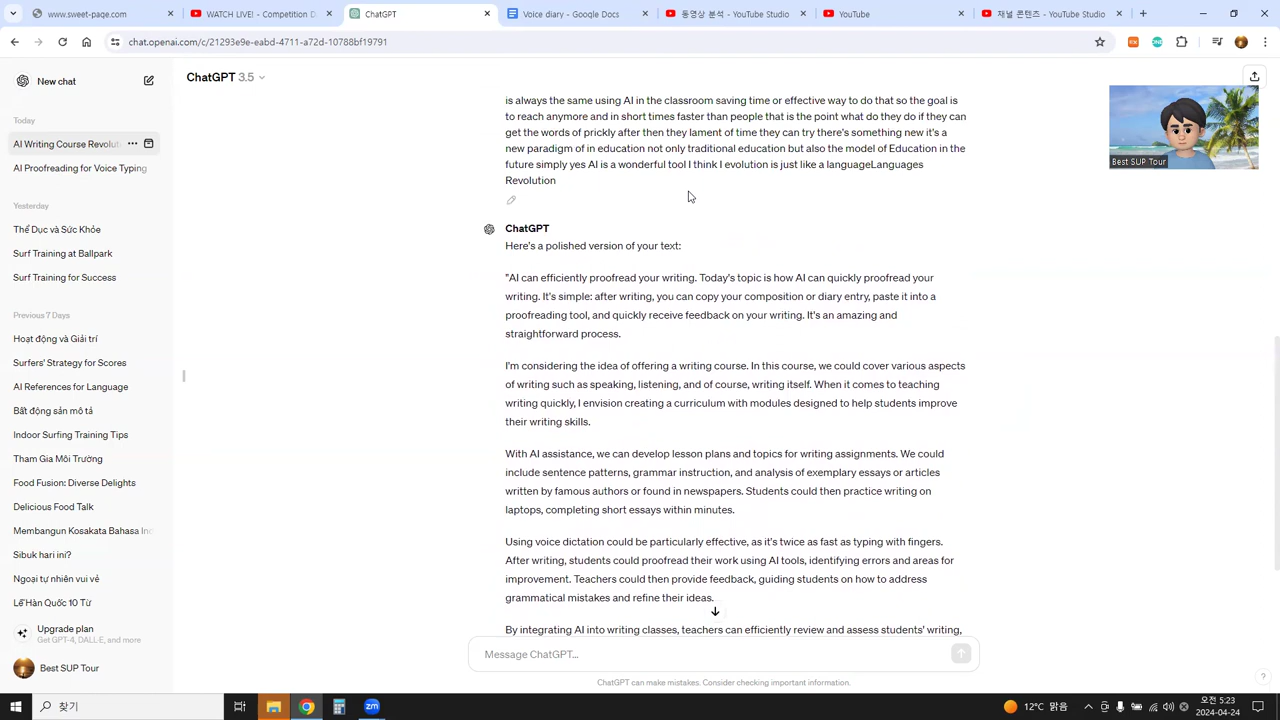 www.sweet-page.com
WATCH LIVE! - Competition D
ChatGPT
Voice diary - Google Docs
동영상 분석 - YouTube Studio
YouTube
채널 콘텐츠 - YouTube Studio
chat.openai.com/c/21293e9e-eabd-4711-a72d-10788bf19791
New chat
Today
AI Writing Course Revolut
AI Proofreading for Voice Typing
Yesterday
Thể Dục và Sức Khỏe
Surf Training at Ballpark
Surf Training for Success
Previous 7 Days
Hoạt động và Giải trí
Surfers' Strategy for Scores
AI References for Language
Bất động sản mô tả
Indoor Surfing Training Tips
Tham Gia Môi Trường
Food Fusion: Diverse Delights
Delicious Food Talk
Membangun Kosakata Bahasa Ind
Sibuk hari ini?
Ngoại tự nhiên vui vẻ
Lễ Hàn Quốc 10 Từ
Upgrade plan
Get GPT-4, DALL·E, and more
Best SUP Tour
ChatGPT 3.5
is always the same using AI in the classroom saving time or effective way to do that so the goal is
to reach anymore and in short times faster than people that is the point what do they do if they can
get the words of prickly after then they lament of time they can try there's something new it's a
new paradigm of in education not only traditional education but also the model of Education in the
future simply yes AI is a wonderful tool I think I evolution is just like a languageLanguages
Revolution
ChatGPT
Here's a polished version of your text:
"AI can efficiently proofread your writing. Today's topic is how AI can quickly proofread your
writing. It's simple: after writing, you can copy your composition or diary entry, paste it into a
proofreading tool, and quickly receive feedback on your writing. It's an amazing and
straightforward process.
I'm considering the idea of offering a writing course. In this course, we could cover various aspects
of writing such as speaking, listening, and of course, writing itself. When it comes to teaching
writing quickly, I envision creating a curriculum with modules designed to help students improve
their writing skills.
With AI assistance, we can develop lesson plans and topics for writing assignments. We could
include sentence patterns, grammar instruction, and analysis of exemplary essays or articles
written by famous authors or found in newspapers. Students could then practice writing on
laptops, completing short essays within minutes.
Using voice dictation could be particularly effective, as it's twice as fast as typing with fingers.
After writing, students could proofread their work using AI tools, identifying errors and areas for
improvement. Teachers could then provide feedback, guiding students on how to address
grammatical mistakes and refine their ideas.
By integrating AI into writing classes, teachers can efficiently review and assess students' writing,
Message ChatGPT...
ChatGPT can make mistakes. Consider checking important information.
Best SUP Tour
찾기
12°C 맑음
오전 5:23
2024-04-24